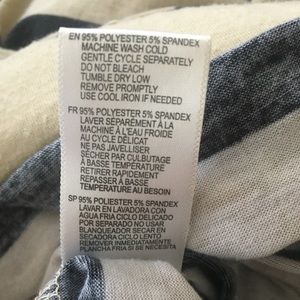 EN 95% POLYESTER 5% SPANDEX
MACHINE WASH COLD
GENTLE CYCLE SEPARATELY
DO NOT BLEACH
TUMBLE DRY LOW
REMOVE PROMPTLY
USE COOL IRON IF NEEDED
FR 95% POLYESTER 5% SPANDEX
LAVER SEPARÉMENT À LA
MACHINE À L'EAU FROIDE
AU CYCLE DÉLICAT
NE PAS JAVELLISER
SÉCHER PAR CULBUTAGE
À BASSE TEMPERATURE
RETIRER RAPIDEMENT
REPASSER À BASSE
TEMPÉRATURE AU BESOIN
SP 95% POLIESTER 5% SPANDEX
LAVAR EN LAVADORA CON
AGUA FRIA CICLO DELICADO
POR SEPARADO NO USAR
BLANQUEADOR SECAR EN
SECADORA CICLO LENTO
REMOVER INMEDIATAMENTE
PLANCHA FRIA SI SE NECESITA